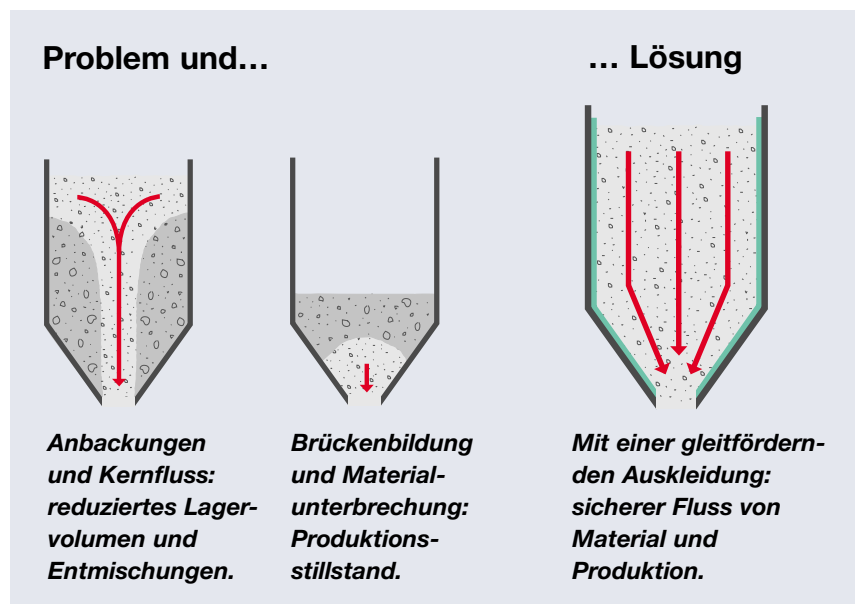 Problem und…
… Lösung
Anbackungen
und Kernfluss:
reduziertes Lager-
volumen und
Entmischungen.
Brückenbildung
und Material-
unterbrechung:
Produktions-
stillstand.
Mit einer gleitfördern-
den Auskleidung:
sicherer Fluss von
Material und
Produktion.